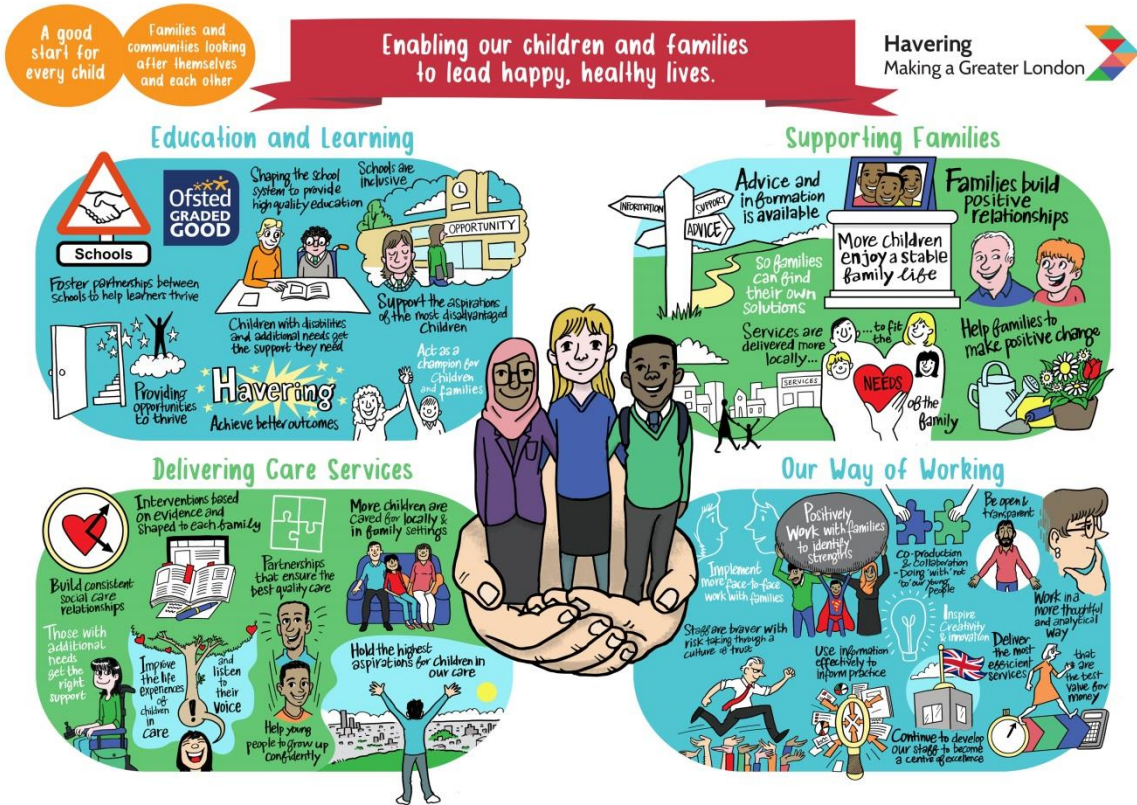 A good
start for
every child
Families and
communities looking
after themselves
and each other
Enabling our children and families
to lead happy, healthy lives.
Havering
Making a Greater London
Education and Learning
Schools
Ofsted
GRADED
GOOD
Shaping the school
system to provide
high quality education
Schools are
inclusive
OPPORTUNITY
Foster partnerships between
schools to help learners thrive
Children with disabilities
and additional needs get
the support they need
Support the aspirations
of the most disadvantaged
Children
Providing
opportunities
to thrive
Havering
Achieve better outcomes
Act as a
champion for
Children
and families
Supporting Families
INFORMATION
SUPPORT
ADVICE
Advice and
information
is available
So families
can find
their own
solutions
More children
enjoy a stable
family life
Families build
positive
relationships
Services are
delivered more
locally...
SERVICES
...to fit
the
NEEDS
of the
family
Help families to
make positive change
Delivering Care Services
Interventions based
on evidence and
shaped to each family
Build consistent
social care
relationships
Partnerships
that ensure the
best quality care
More children are
cared for locally &
in family settings
Those with
additional
needs
get the
right
support
Improve
the life
experiences
of
children
in
care
and
listen
to their
voice
Help young
people to grow up
confidently
Hold the highest
aspirations for children in
our care
Our Way of Working
Implement
more face-to-face
work with families
Positively
Work with families
to identify
strengths
Co-production
& Collaboration
- Doing 'with' not
'to' our young
people
Be open &
transparent
Work in a
more thoughtful
and analytical
way
Staff are braver with
risk taking through a
culture of trust
Use information
effectively to
inform practice
Inspire
Creativity
& innovation
Deliver
the most
efficient
services
that
are
the best
value for
money
Continue to develop
our staff to become
a centre of excellence